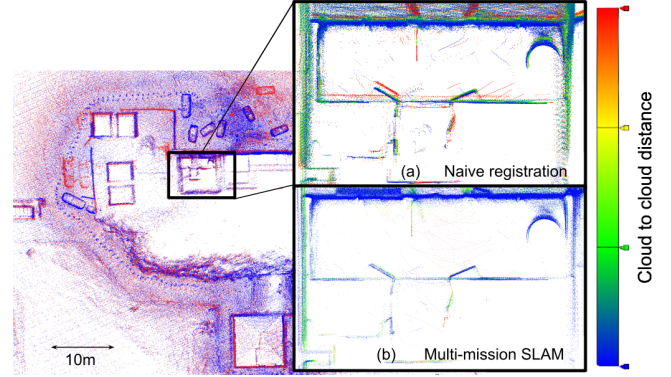 (a) Naive registration
(b) Multi-mission SLAM
10m
Cloud to cloud distance